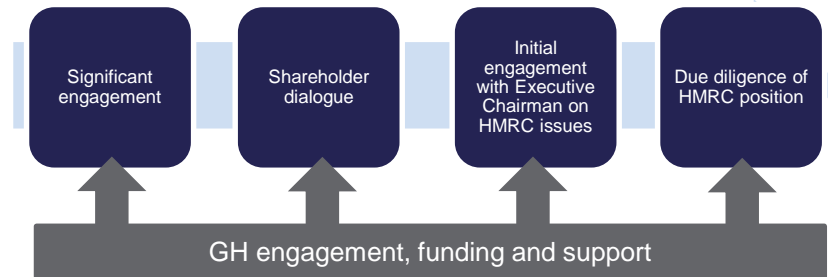 Significant
engagement
Shareholder
dialogue
Initial
engagement
with Executive
Chairman on
HMRC issues
Due diligence of
HMRC position
GH engagement, funding and support